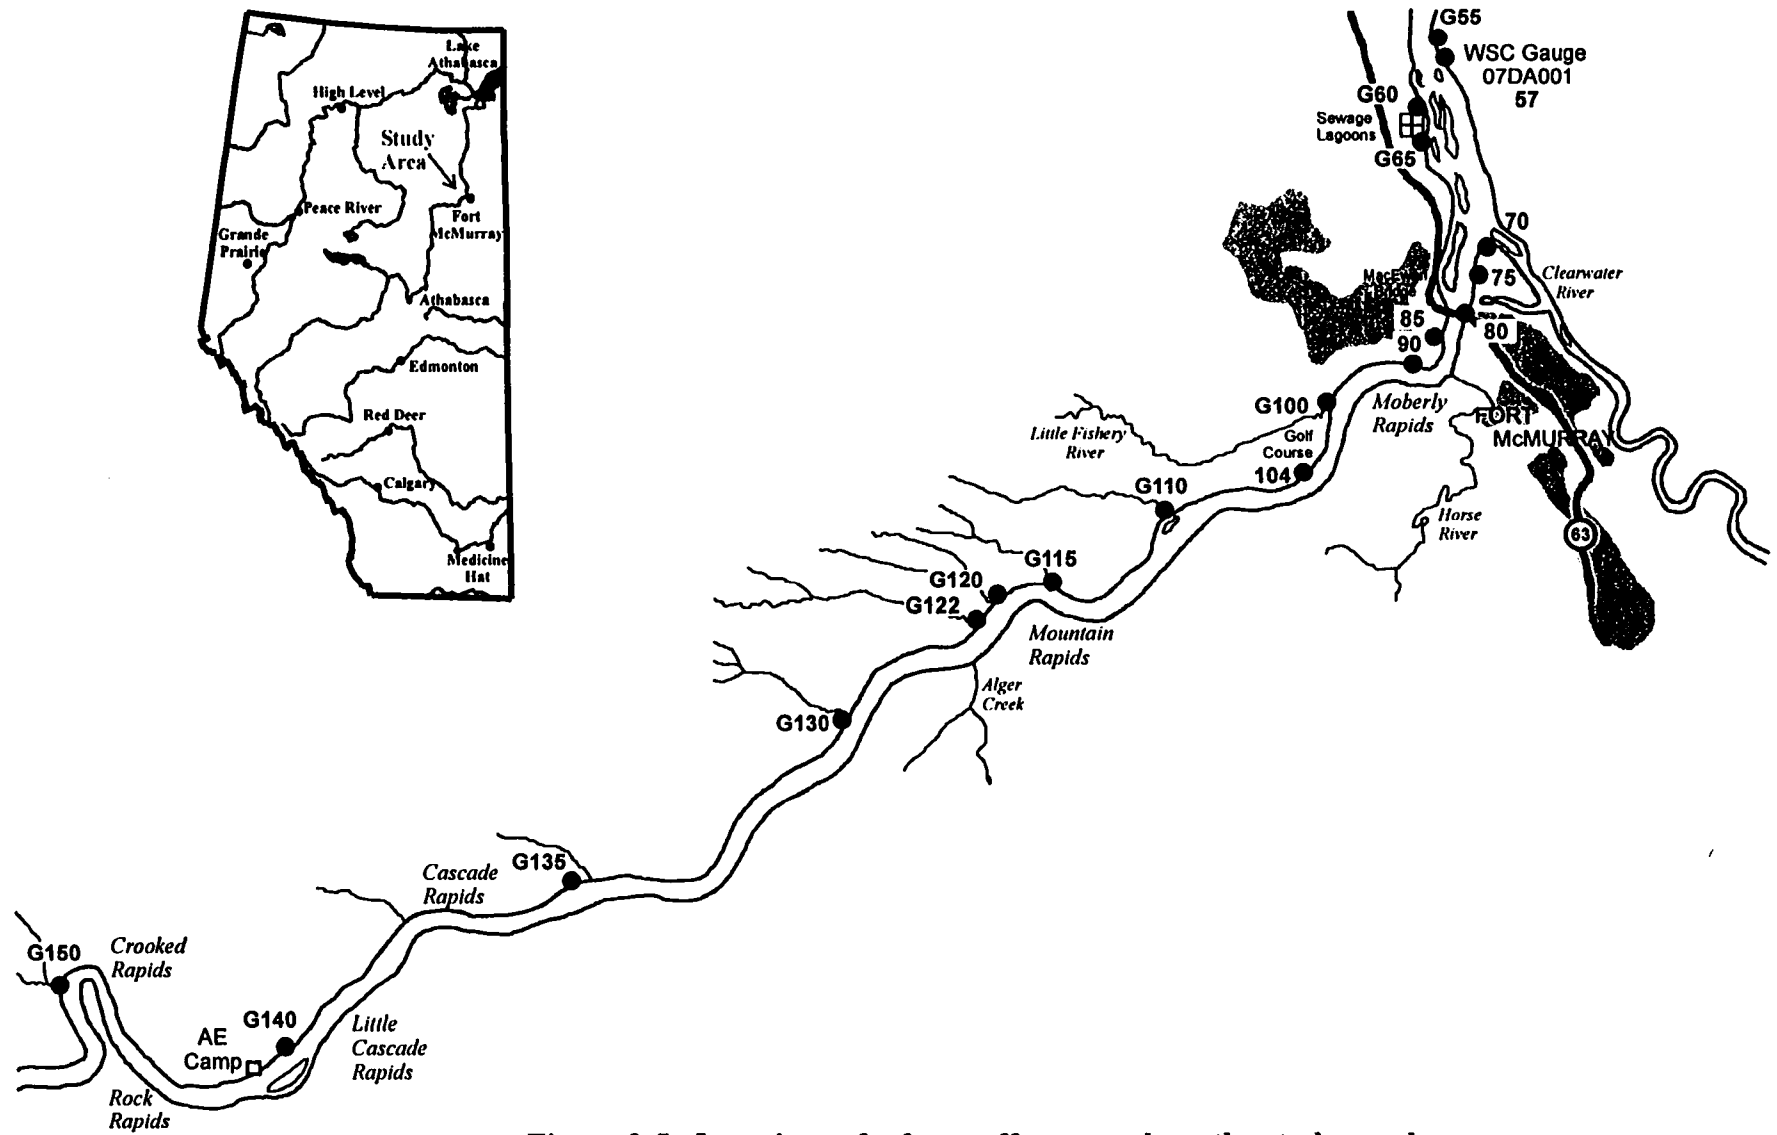 Lake
Athabasca
High Level
Study
Area
Peace River
Fort
McMurray
Grande
Prairie
Athabasca
Edmonton
Red Deer
Calgary
Medicine
Hat
G55
WSC Gauge
07DA001
57
G60
Sewage
Lagoons
G65
70
75
Clearwater
River
85
80
90
G100
Moberly
Rapids
FORT
McMURRAY
Little Fishery
River
Golf
Course
104
G110
Horse
River
63
G115
G120
G122
Mountain
Rapids
Alger
Creek
G130
G135
Cascade
Rapids
G150
Crooked
Rapids
G140
AE
Camp
Little
Cascade
Rapids
Rock
Rapids